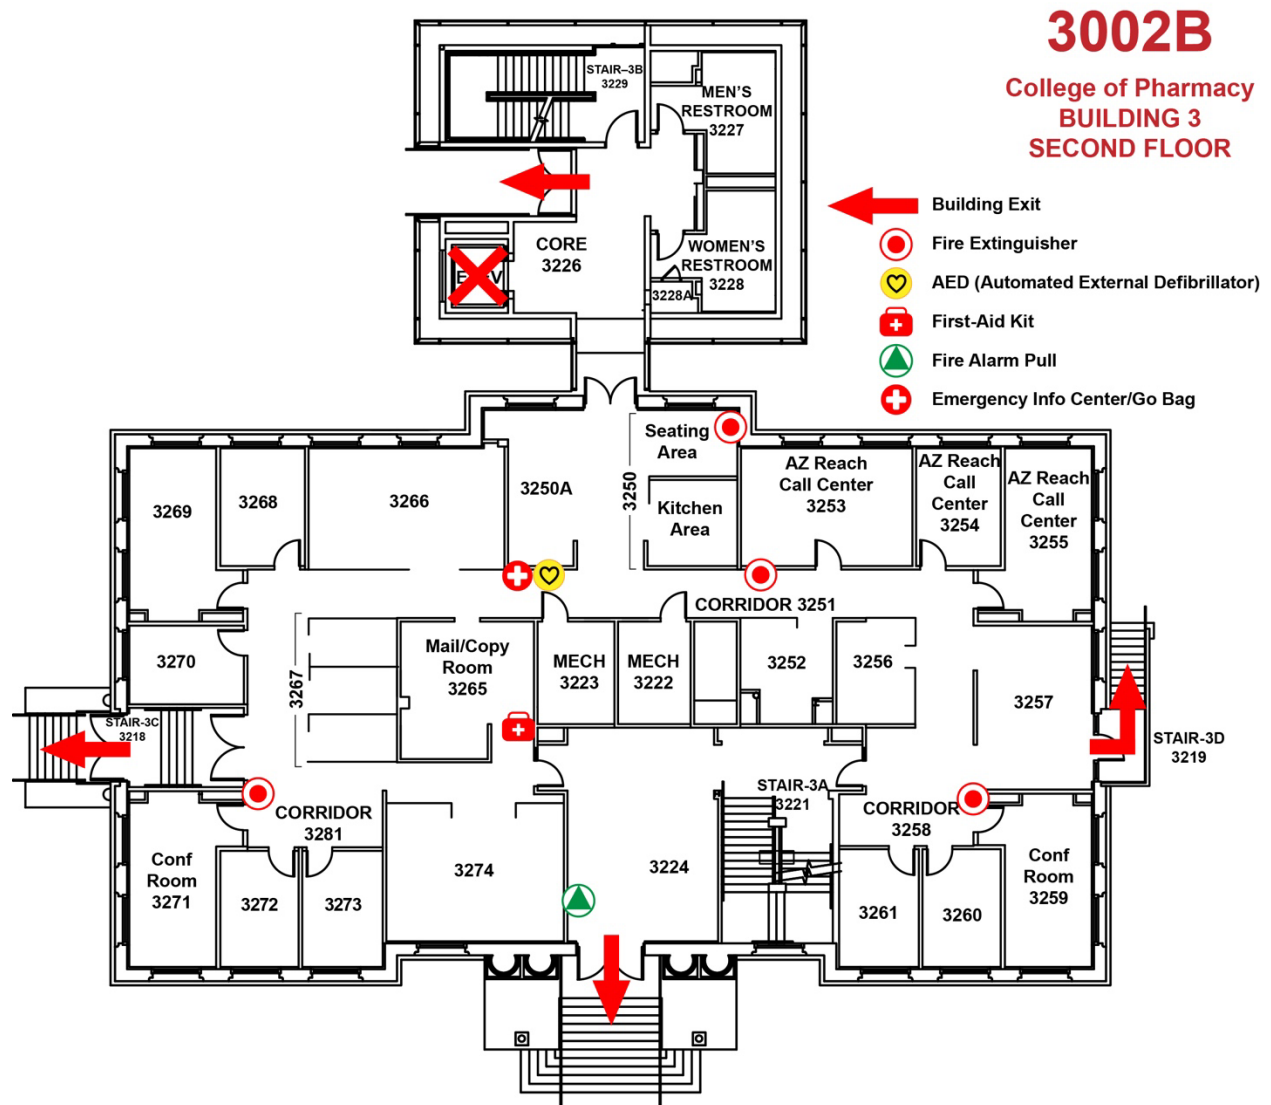 3002B
College of Pharmacy
BUILDING 3
SECOND FLOOR
Building Exit
Fire Extinguisher
AED (Automated External Defibrillator)
First-Aid Kit
Fire Alarm Pull
Emergency Info Center/Go Bag
STAIR–3B
3229
MEN'S
RESTROOM
3227
CORE
3226
ELEV
WOMEN'S
RESTROOM
3228
3228A
Seating
Area
3250
3250A
Kitchen
Area
3269
3268
3266
AZ Reach
Call Center
3253
AZ Reach
Call
Center
3254
AZ Reach
Call
Center
3255
CORRIDOR 3251
3270
3267
Mail/Copy
Room
3265
MECH
3223
MECH
3222
3252
3256
3257
STAIR-3C
3218
STAIR-3D
3219
STAIR-3A
3221
CORRIDOR
3281
CORRIDOR
3258
Conf
Room
3271
3272
3273
3274
3224
3261
3260
Conf
Room
3259